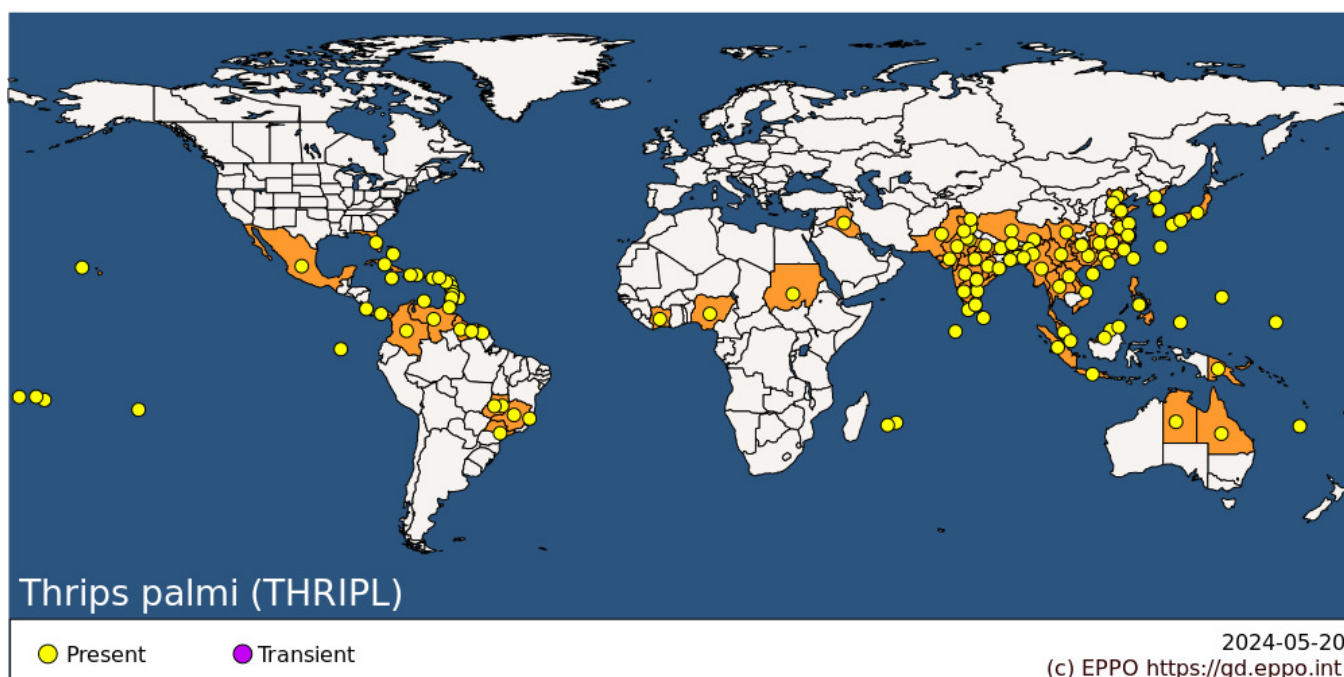 Thrips palmi (THRIPL)
Present
Transient
2024-05-20
(c) EPPO https://gd.eppo.int